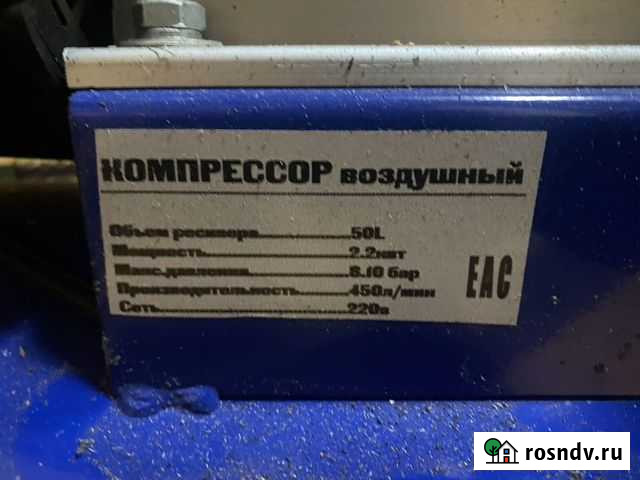 КОМПРЕССОР воздушный
Объем ресивера....................50L
Мощность...........................2.2квт
Макс.давление....................8.10 бар
Производительность..........450л/мин
Сеть..................................220в
EAC
rosndv.ru